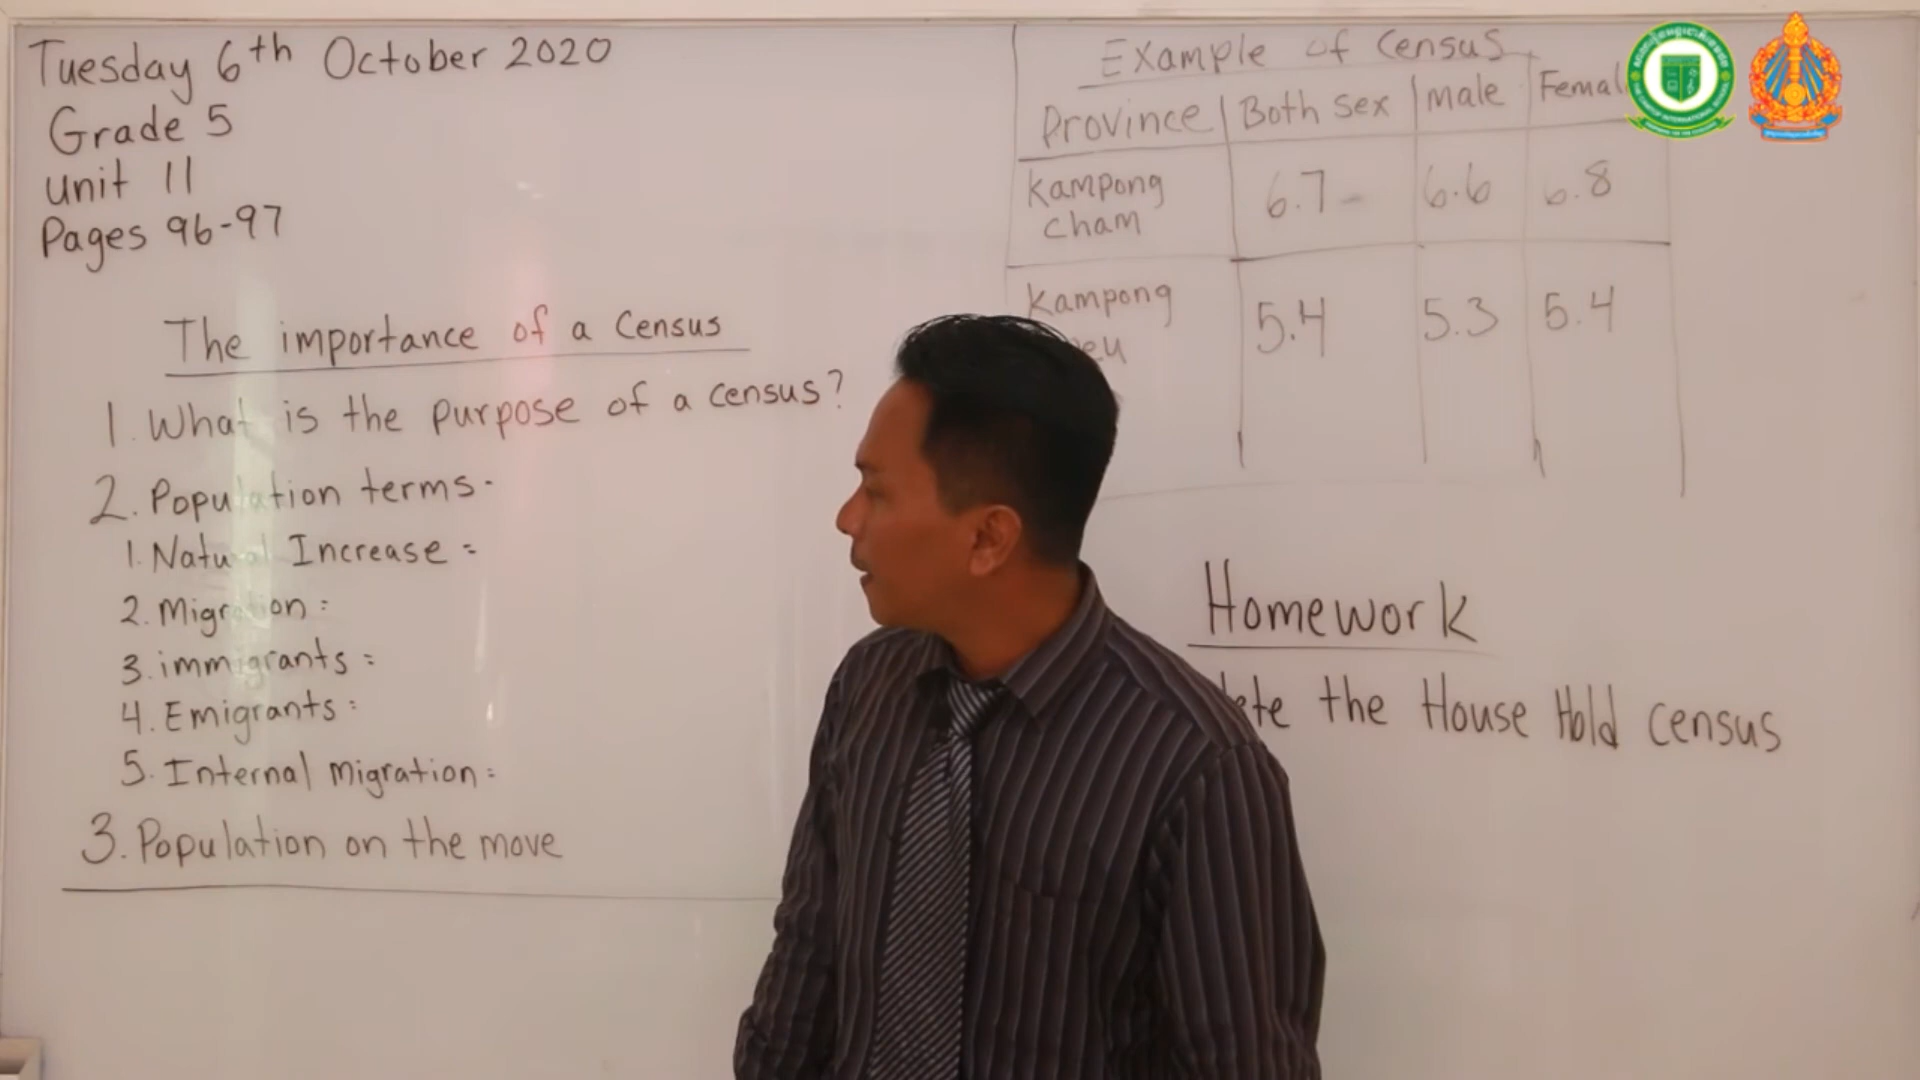 Tuesday 6th October 2020
Grade 5
Unit 11
Pages 96-97
The importance of a Census
1. What is the purpose of a census?
2. Population terms.
1. Natural Increase =
2. Migration :
3. immigrants =
4. Emigrants :
5. Internal Migration :
3. Population on the move
Example of Census
Province Both Sex Male Femal
Kampong 6.7 - 6.6 6.8
Cham
Kampong 5.4 5.3 5.4
Homework
the House Hold census